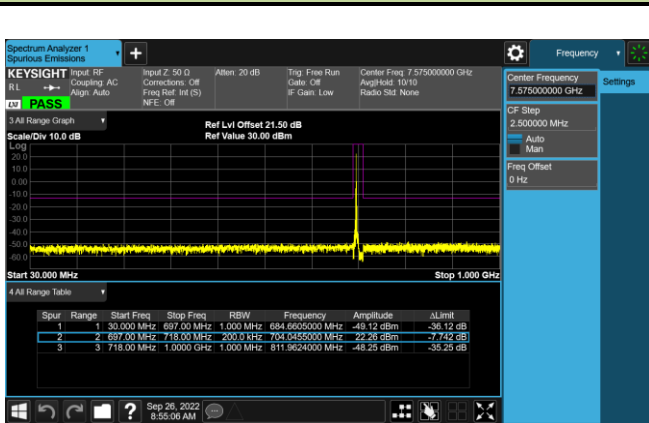 Spectrum Analyzer 1
Spurious Emissions
+
Frequency
KEYSIGHT
RL
LXI PASS
Input: RF
Coupling: AC
Align: Auto
Input Z: 50 Ω
Corrections: Off
Freq Ref: Int (S)
NFE: Off
Atten: 20 dB
Trig: Free Run
Gate: Off
IF Gain: Low
Center Freq: 7.575000000 GHz
Avg|Hold: 10/10
Radio Std: None
Center Frequency
7.575000000 GHz
Settings
CF Step
2.500000 MHz
Auto
Man
Freq Offset
0 Hz
3 All Range Graph
Scale/Div 10.0 dB
Ref Lvl Offset 21.50 dB
Ref Value 30.00 dBm
Log
20.0
10.0
0.00
-10.0
-20.0
-30.0
-40.0
-50.0
-60.0
Start 30.000 MHz
Stop 1.000 GHz
4 All Range Table
Spur Range Start Freq Stop Freq RBW Frequency Amplitude ΔLimit
1 1 30.000 MHz 697.00 MHz 1.000 MHz 684.6605000 MHz -49.12 dBm -36.12 dB
2 2 697.00 MHz 718.00 MHz 200.0 kHz 704.0455000 MHz 22.26 dBm -7.742 dB
3 3 718.00 MHz 1.0000 GHz 1.000 MHz 811.9624000 MHz -48.25 dBm -35.25 dB
?
Sep 26, 2022
8:55:06 AM